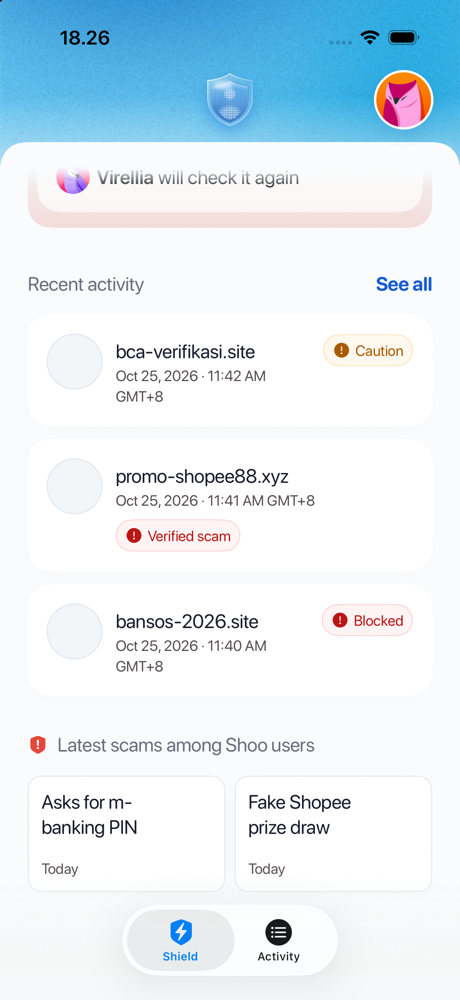 18.26
Virellia will check it again
Recent activity
See all
bca-verifikasi.site
Caution
Oct 25, 2026 · 11:42 AM
GMT+8
promo-shopee88.xyz
Oct 25, 2026 · 11:41 AM GMT+8
Verified scam
bansos-2026.site
Blocked
Oct 25, 2026 · 11:40 AM
GMT+8
Latest scams among Shoo users
Asks for m-
banking PIN
Today
Fake Shopee
prize draw
Today
Shield
Activity